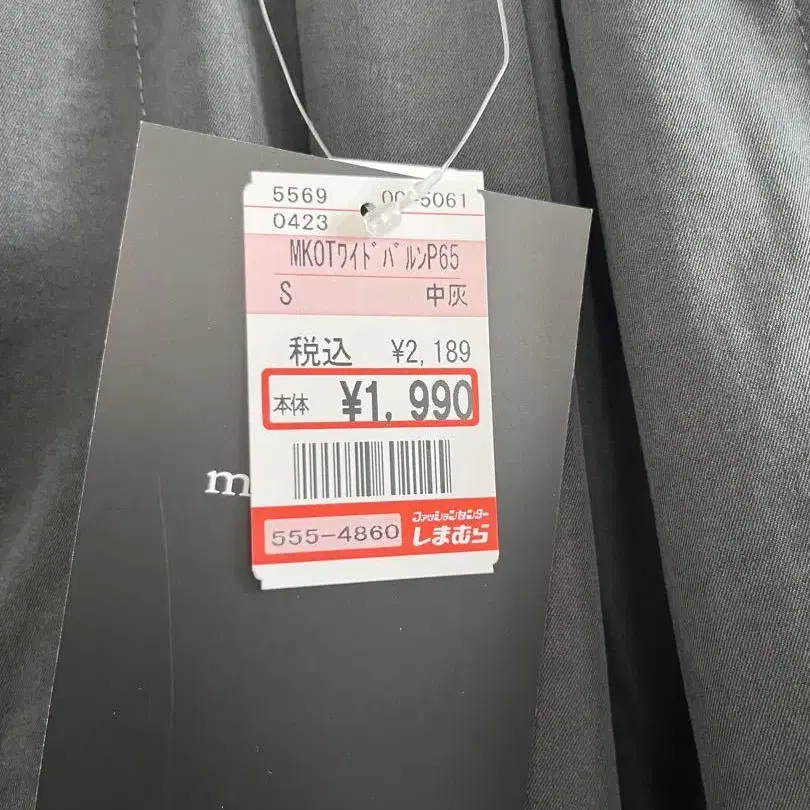 5569
0423
MKOTワイドバルンP65
S 中灰
税込 ¥2,189
本体 ¥1,990
555-4860 ファッションセンター しまむら